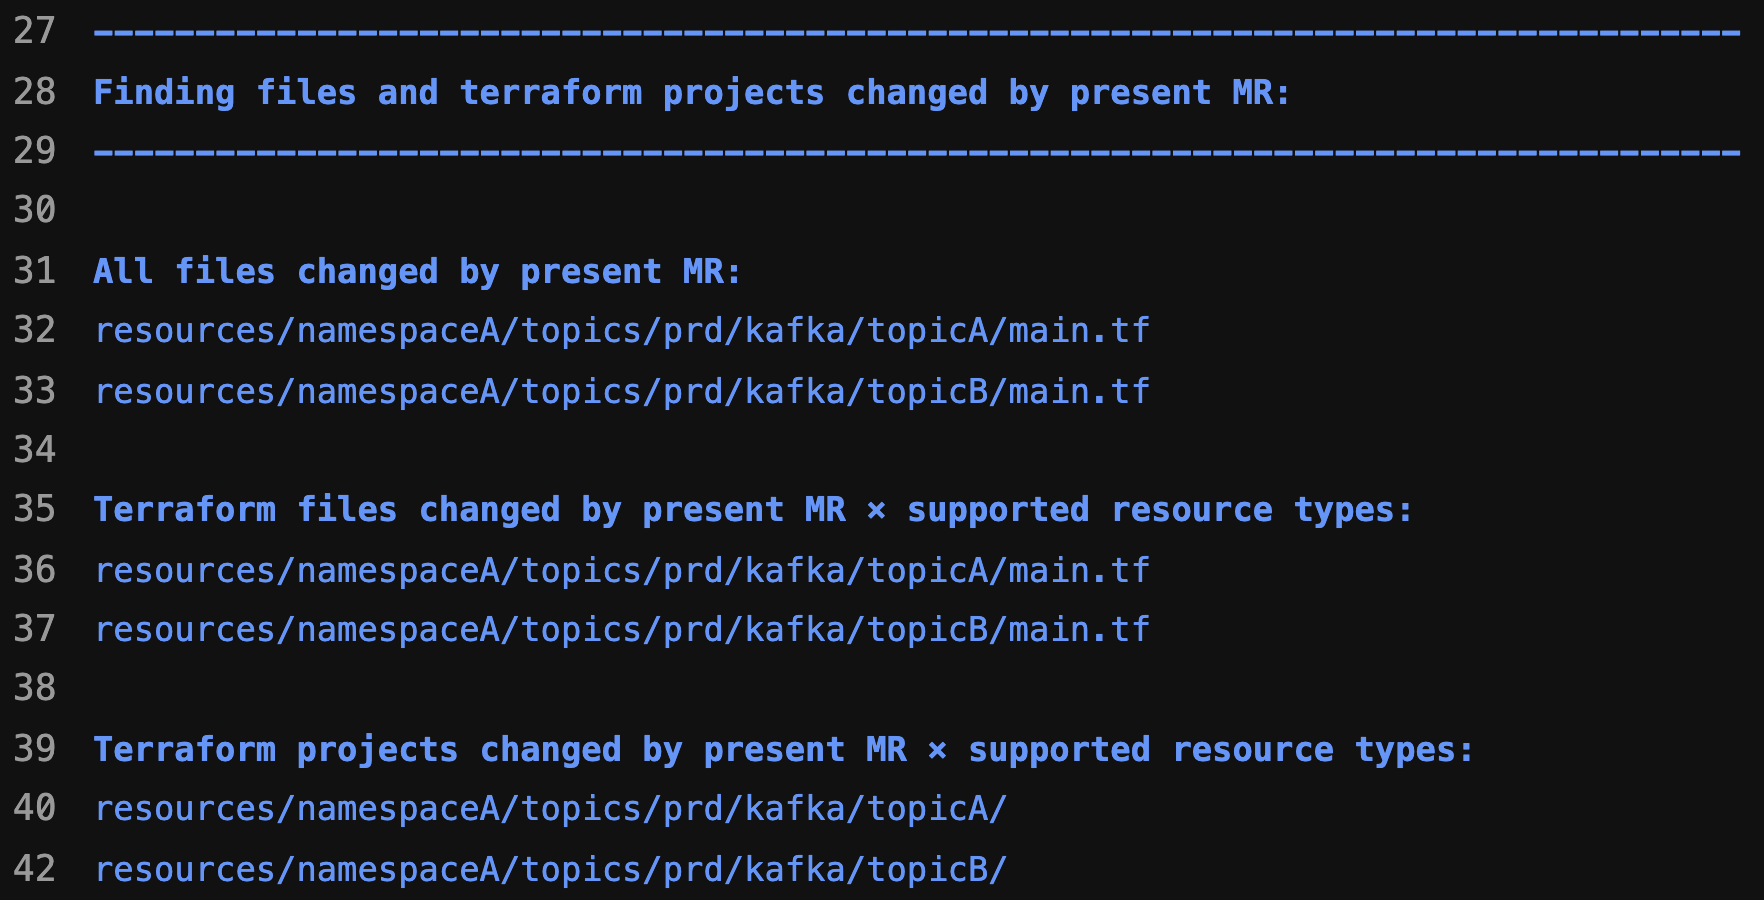 27 ---------------------------------------------------------------------------------
28 Finding files and terraform projects changed by present MR:
29 ---------------------------------------------------------------------------------
30
31 All files changed by present MR:
32 resources/namespaceA/topics/prd/kafka/topicA/main.tf
33 resources/namespaceA/topics/prd/kafka/topicB/main.tf
34
35 Terraform files changed by present MR × supported resource types:
36 resources/namespaceA/topics/prd/kafka/topicA/main.tf
37 resources/namespaceA/topics/prd/kafka/topicB/main.tf
38
39 Terraform projects changed by present MR × supported resource types:
40 resources/namespaceA/topics/prd/kafka/topicA/
42 resources/namespaceA/topics/prd/kafka/topicB/